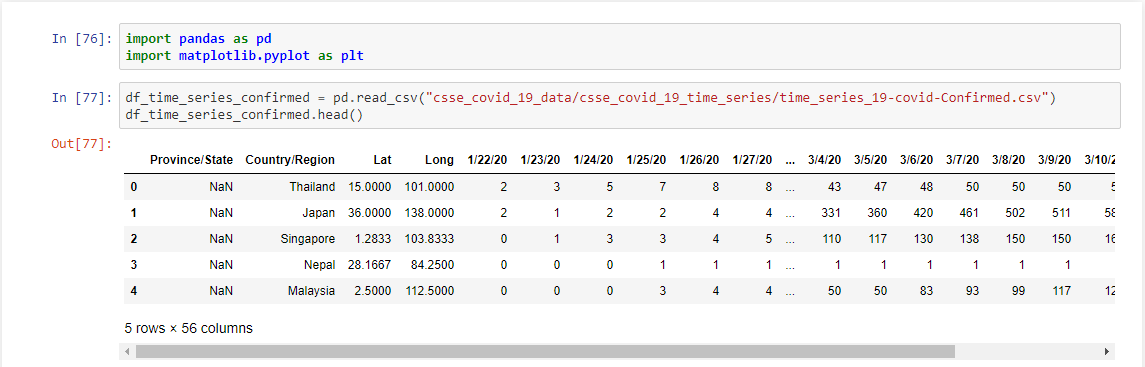 In [76]: import pandas as pd
import matplotlib.pyplot as plt
In [77]: df_time_series_confirmed = pd.read_csv("csse_covid_19_data/csse_covid_19_time_series/time_series_19-covid-Confirmed.csv")
df_time_series_confirmed.head()
Out[77]:
Province/State Country/Region Lat Long 1/22/20 1/23/20 1/24/20 1/25/20 1/26/20 1/27/20 ... 3/4/20 3/5/20 3/6/20 3/7/20 3/8/20 3/9/20 3/10/2
0 NaN Thailand 15.0000 101.0000 2 3 5 7 8 8 ... 43 47 48 50 50 50 5
1 NaN Japan 36.0000 138.0000 2 1 2 2 4 4 ... 331 360 420 461 502 511 58
2 NaN Singapore 1.2833 103.8333 0 1 3 3 4 5 ... 110 117 130 138 150 150 16
3 NaN Nepal 28.1667 84.2500 0 0 0 1 1 1 ... 1 1 1 1 1 1
4 NaN Malaysia 2.5000 112.5000 0 0 0 3 4 4 ... 50 50 83 93 99 117 12
5 rows × 56 columns